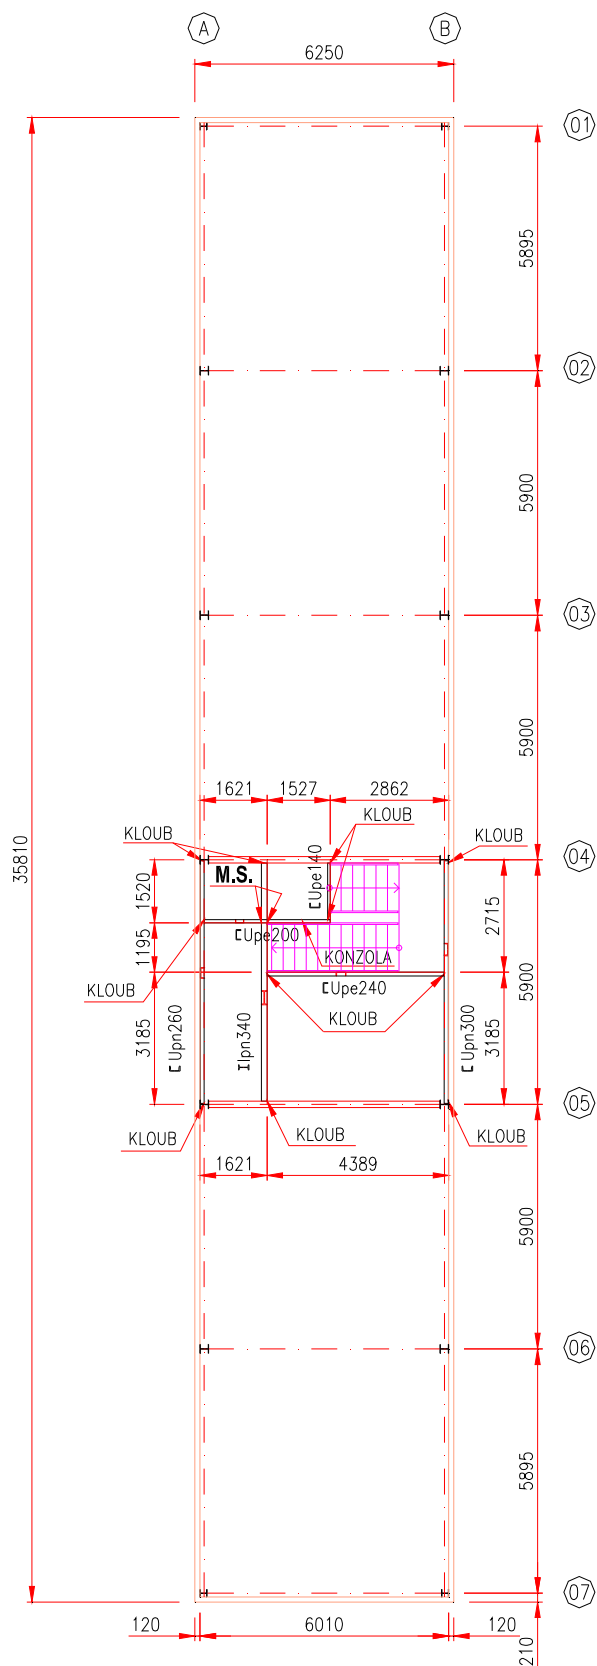 A
B
6250
01
5895
02
5900
03
5900
1621
1527
2862
KLOUB
KLOUB
KLOUB
04
35810
1520
M.S.
Upe140
2715
Upe200
1195
KONZOLA
5900
KLOUB
Upe240
3185
Upn260
Ipn340
KLOUB
Upn300
3185
05
KLOUB
KLOUB
KLOUB
1621
4389
5900
06
5895
07
120
6010
120
210